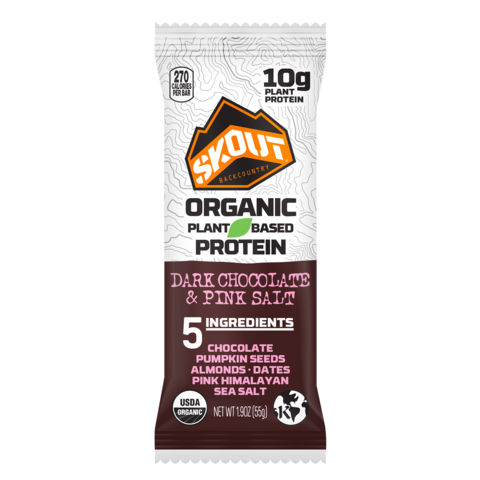 270
CALORIES
PER BAR
10g
PLANT
PROTEIN
SKOUT
BACKCOUNTRY
ORGANIC
PLANT BASED
PROTEIN
DARK CHOCOLATE
& PINK SALT
5 INGREDIENTS
CHOCOLATE
PUMPKIN SEEDS
ALMONDS · DATES
PINK HIMALAYAN
SEA SALT
USDA
ORGANIC
NET WT 1.9OZ (55g)
K